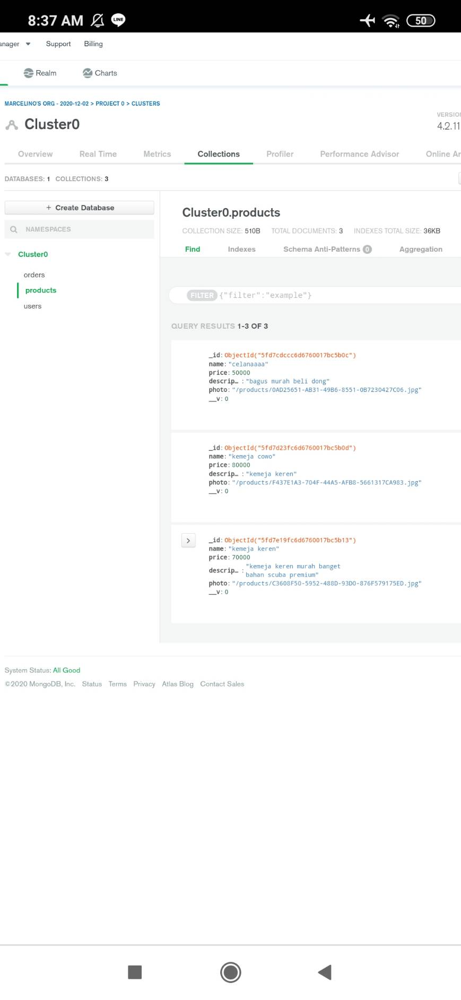 8:37 AM LINE 50
anager Support Billing
Realm Charts
MARCELINO'S ORG - 2020-12-02 > PROJECT 0 > CLUSTERS
Cluster0
VERSION
4.2.11
Overview Real Time Metrics Collections Profiler Performance Advisor Online Ar
DATABASES: 1 COLLECTIONS: 3
+ Create Database
NAMESPACES
Cluster0
orders
products
users
Cluster0.products
COLLECTION SIZE: 510B TOTAL DOCUMENTS: 3 INDEXES TOTAL SIZE: 36KB
Find Indexes Schema Anti-Patterns 0 Aggregation
FILTER {"filter":"example"}
QUERY RESULTS 1-3 OF 3
_id: ObjectId("5fd7cdccc6d6760017bc5b0c")
name: "celanaaaa"
price: 50000
descrip… : "bagus murah beli dong"
photo: "/products/0AD25651-AB31-49B6-8551-0B7230427C06.jpg"
__v: 0
_id: ObjectId("5fd7d23fc6d6760017bc5b0d")
name: "kemeja cowo"
price: 80000
descrip… : "kemeja keren"
photo: "/products/F437E1A3-704F-44A5-AFB8-5661317CA983.jpg"
__v: 0
_id: ObjectId("5fd7e19fc6d6760017bc5b13")
name: "kemeja keren"
price: 70000
descrip… : "kemeja keren murah banget
bahan scuba premium"
photo: "/products/C3608F50-5952-488D-93D0-876F579175ED.jpg"
__v: 0
System Status: All Good
©2020 MongoDB, Inc. Status Terms Privacy Atlas Blog Contact Sales